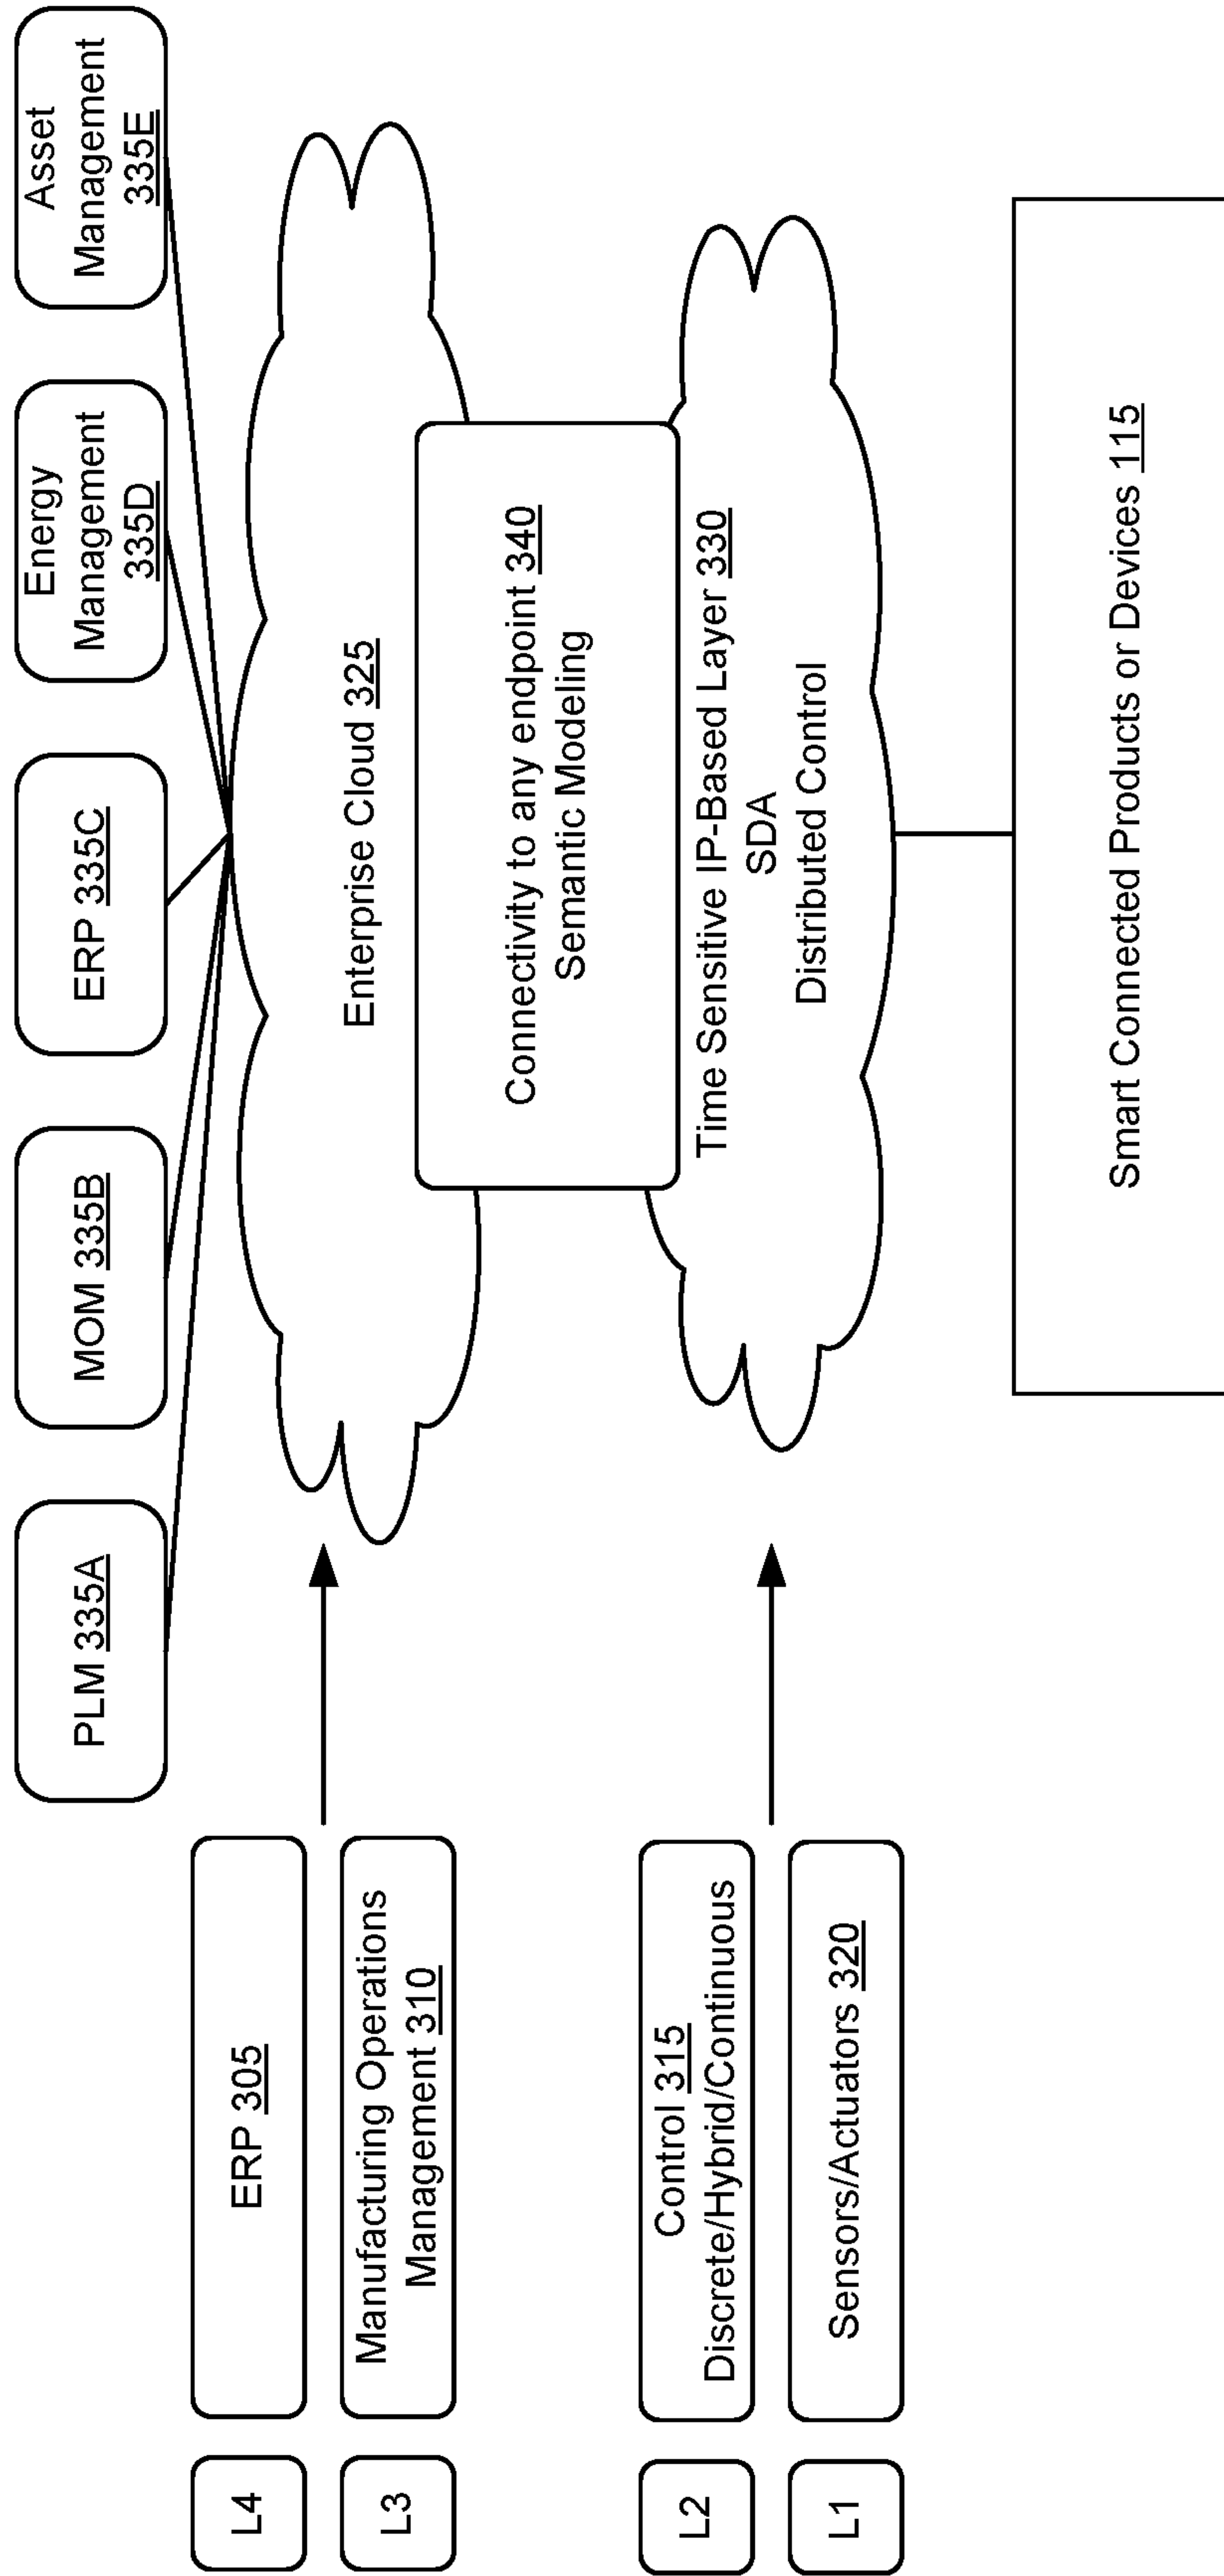 PLM 335A
MOM 335B
ERP 335C
Energy
Management
335D
Asset
Management
335E
L4
ERP 305
L3
Manufacturing Operations
Management 310
Enterprise Cloud 325
Connectivity to any endpoint 340
Semantic Modeling
L2
Control 315
Discrete/Hybrid/Continuous
L1
Sensors/Actuators 320
Time Sensitive IP-Based Layer 330
SDA
Distributed Control
Smart Connected Products or Devices 115